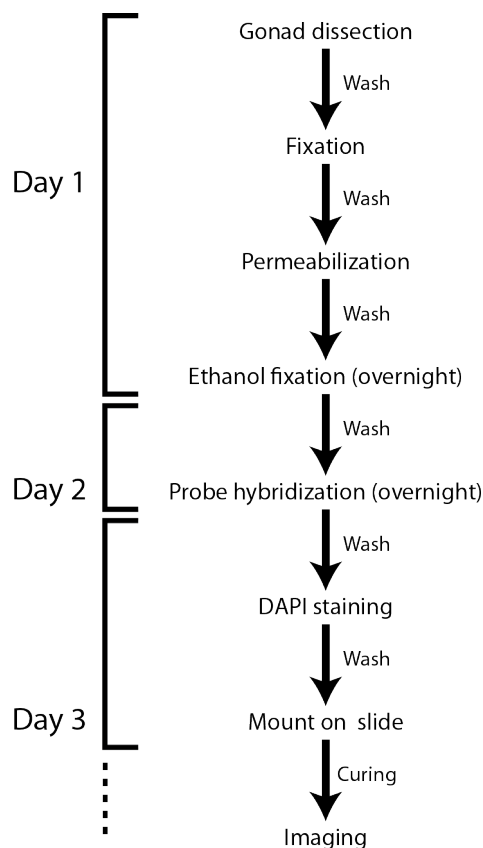 Gonad dissection
Wash
Fixation
Day 1
Wash
Permeabilization
Wash
Ethanol fixation (overnight)
Wash
Day 2
Probe hybridization (overnight)
Wash
DAPI staining
Wash
Day 3
Mount on slide
Curing
Imaging